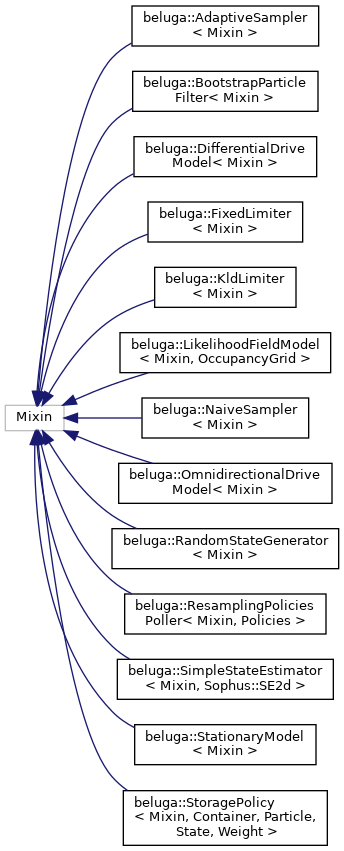 beluga::AdaptiveSampler
< Mixin >
beluga::BootstrapParticle
Filter< Mixin >
beluga::DifferentialDrive
Model< Mixin >
beluga::FixedLimiter
< Mixin >
beluga::KldLimiter
< Mixin >
beluga::LikelihoodFieldModel
< Mixin, OccupancyGrid >
Mixin
beluga::NaiveSampler
< Mixin >
beluga::OmnidirectionalDrive
Model< Mixin >
beluga::RandomStateGenerator
< Mixin >
beluga::ResamplingPolicies
Poller< Mixin, Policies >
beluga::SimpleStateEstimator
< Mixin, Sophus::SE2d >
beluga::StationaryModel
< Mixin >
beluga::StoragePolicy
< Mixin, Container, Particle,
State, Weight >